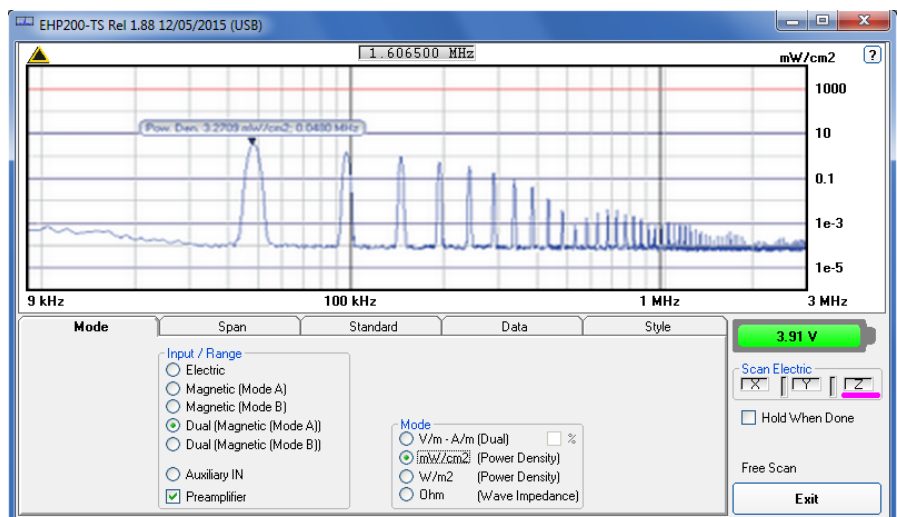 EHP200-TS Rel 1.88 12/05/2015 (USB)
1.606500 MHz
mW/cm2
?
1000
Pow. Den. 3.2709 mW/cm2; 0.0480 MHz
10
0.1
1e-3
1e-5
9 kHz 100 kHz 1 MHz 3 MHz
Mode Span Standard Data Style
3.91 V
Input / Range
Electric
Magnetic (Mode A)
Magnetic (Mode B)
Dual (Magnetic (Mode A))
Dual (Magnetic (Mode B))
Auxiliary IN
Preamplifier
Mode
V/m - A/m (Dual) %
mW/cm2 (Power Density)
W/m2 (Power Density)
Ohm (Wave Impedance)
Scan Electric
X Y Z
Hold When Done
Free Scan
Exit